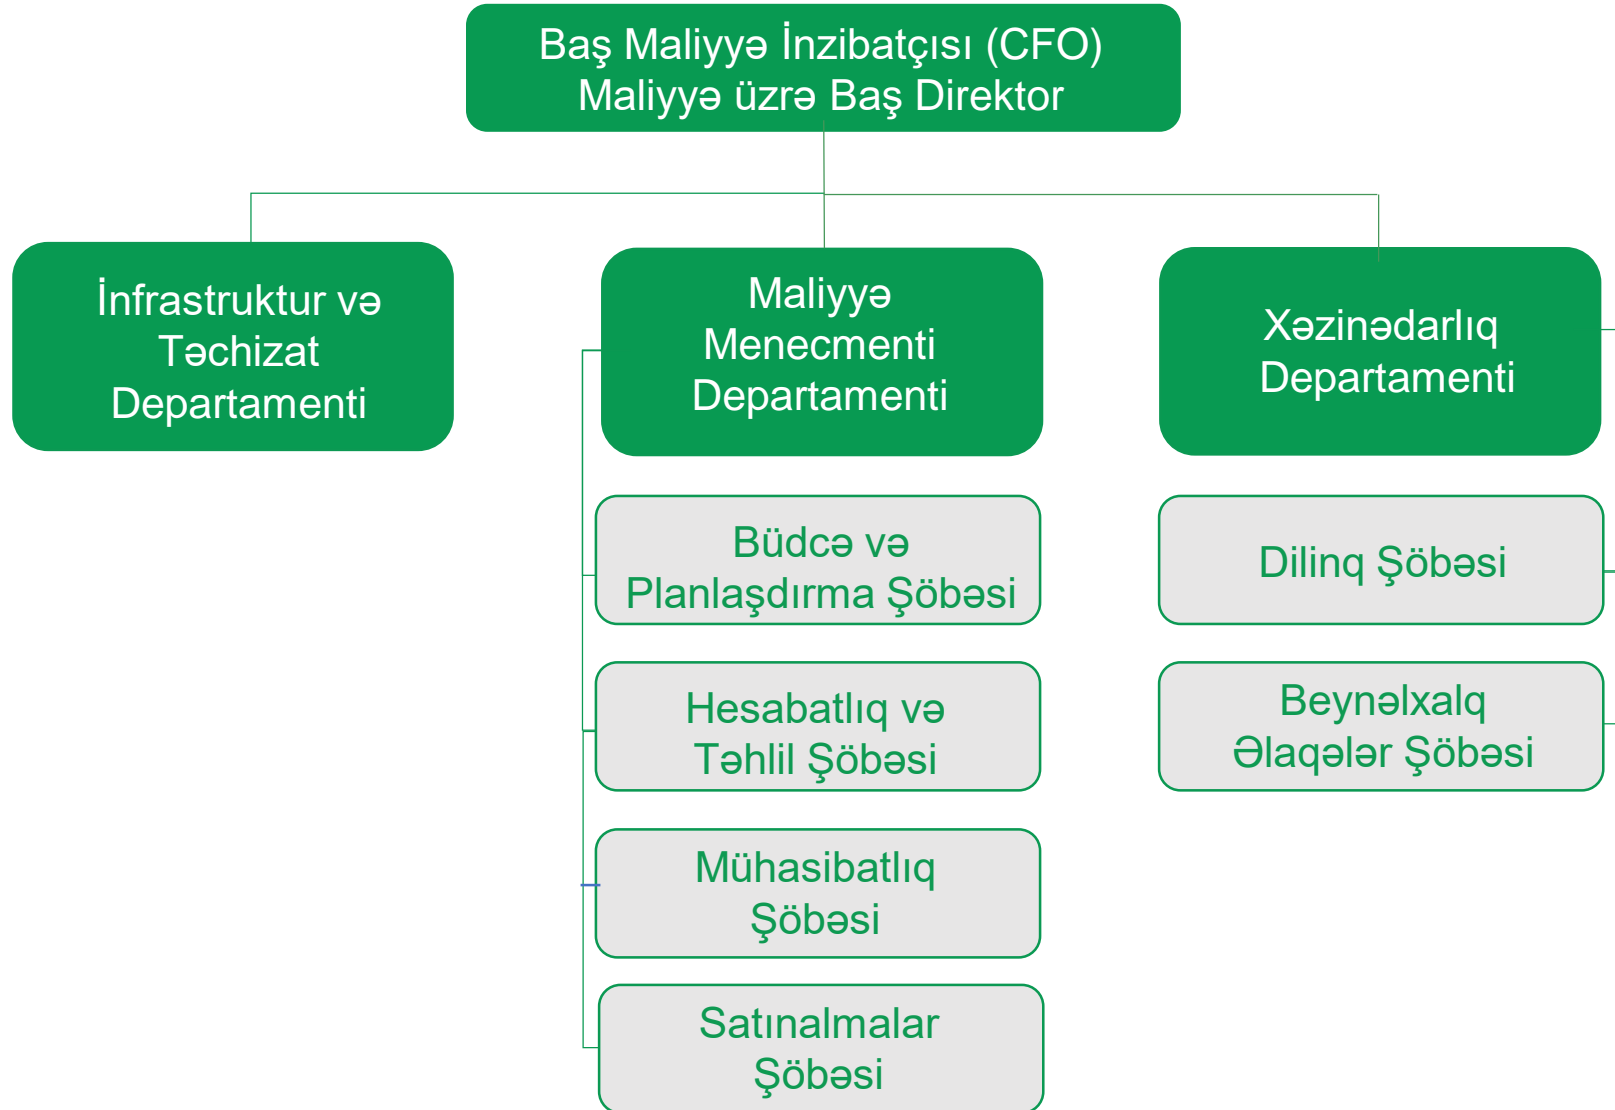 Baş Maliyyə İnzibatçısı (CFO)
Maliyyə üzrə Baş Direktor
İnfrastruktur və
Təchizat
Departamenti
Maliyyə
Menecmenti
Departamenti
Xəzinədarlıq
Departamenti
Büdcə və
Planlaşdırma Şöbəsi
Hesabatlıq və
Təhlil Şöbəsi
Mühasibatlıq
Şöbəsi
Satınalmalar
Şöbəsi
Dilinq Şöbəsi
Beynəlxalq
Əlaqələr Şöbəsi